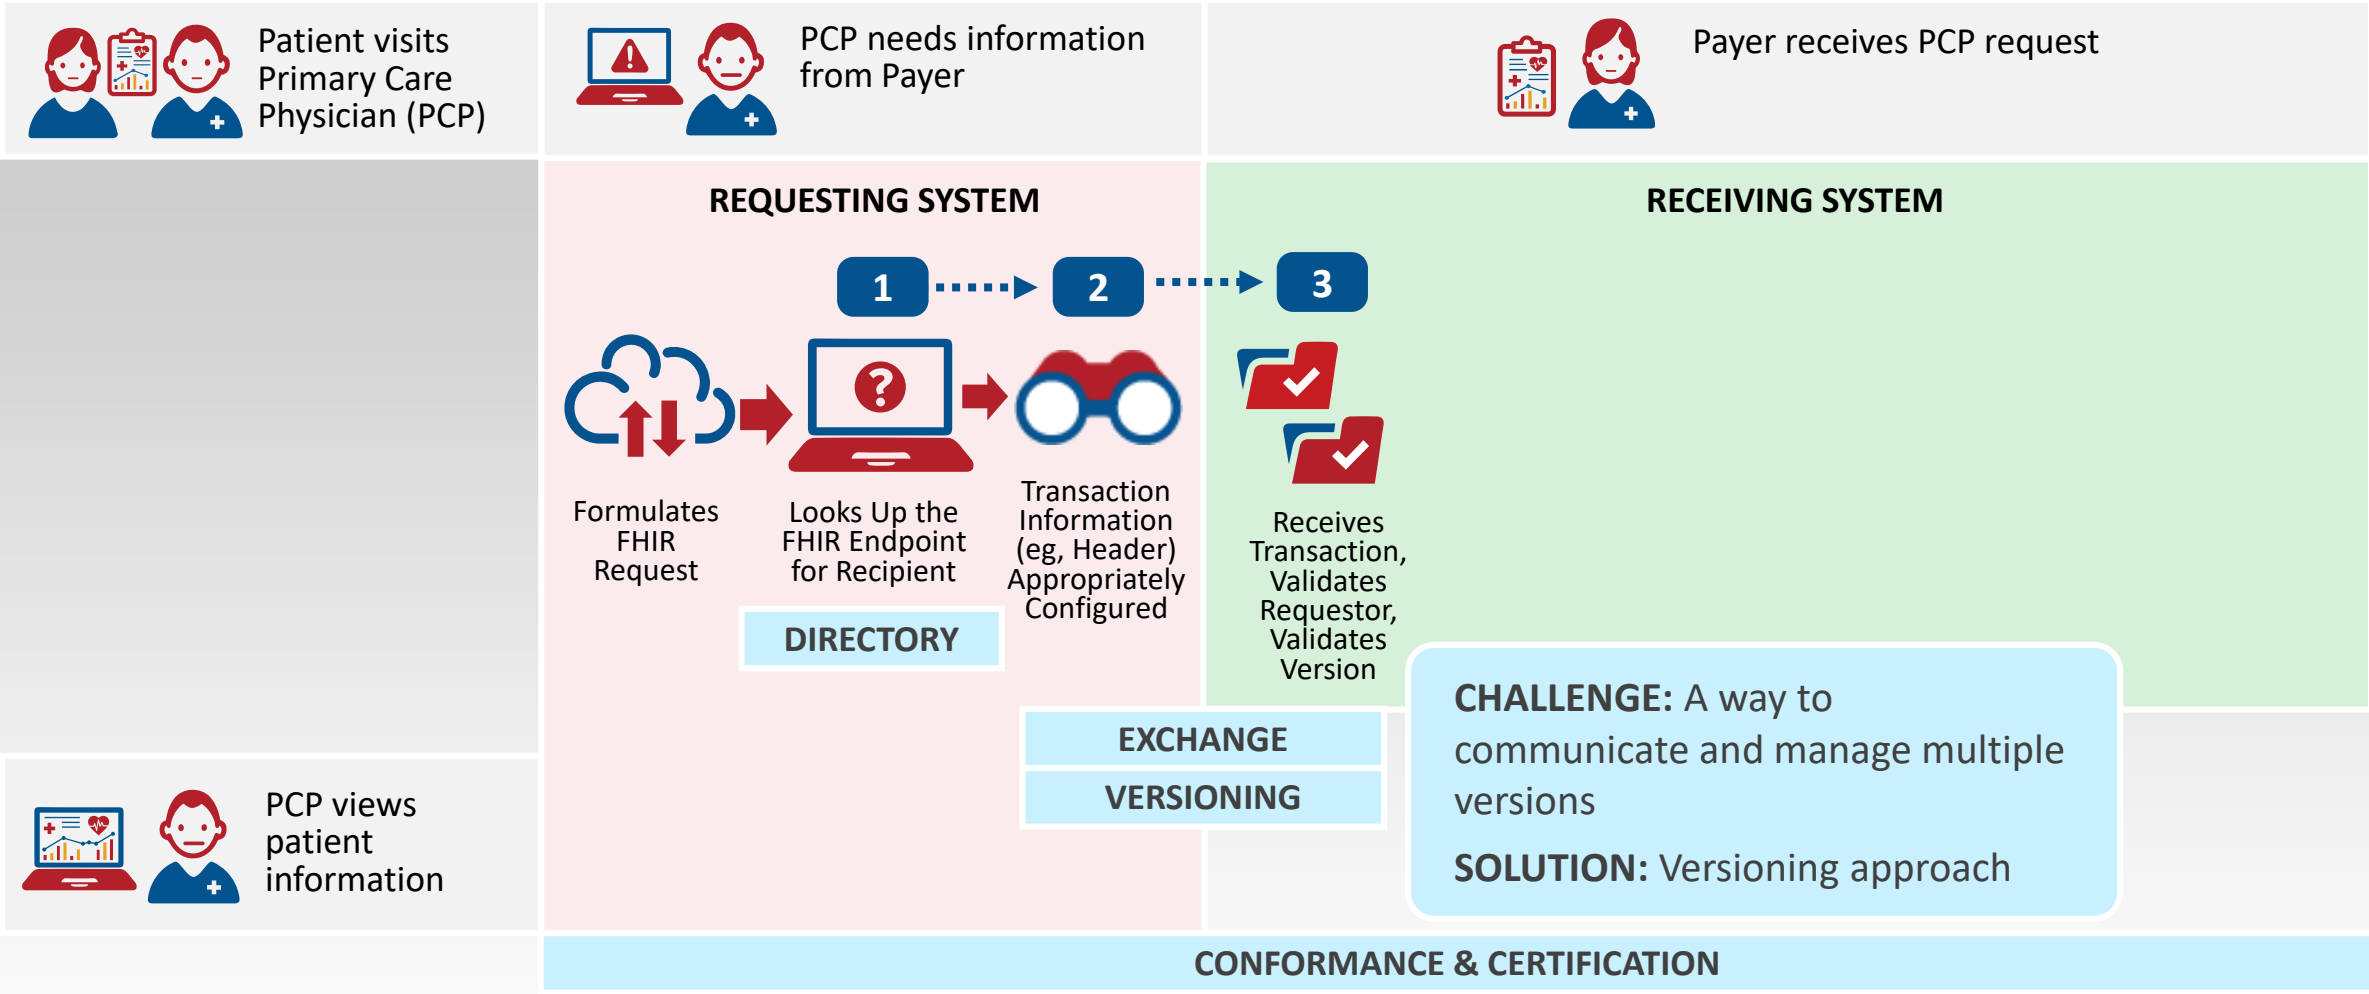 Patient visits
Primary Care
Physician (PCP)
PCP needs information
from Payer
Payer receives PCP request
REQUESTING SYSTEM
RECEIVING SYSTEM
1
2
3
?
Formulates
FHIR
Request
Looks Up the
FHIR Endpoint
for Recipient
Transaction
Information
(eg, Header)
Appropriately
Configured
Receives
Transaction,
Validates
Requestor,
Validates
Version
DIRECTORY
EXCHANGE
VERSIONING
CHALLENGE: A way to
communicate and manage multiple
versions
SOLUTION: Versioning approach
PCP views
patient
information
CONFORMANCE & CERTIFICATION